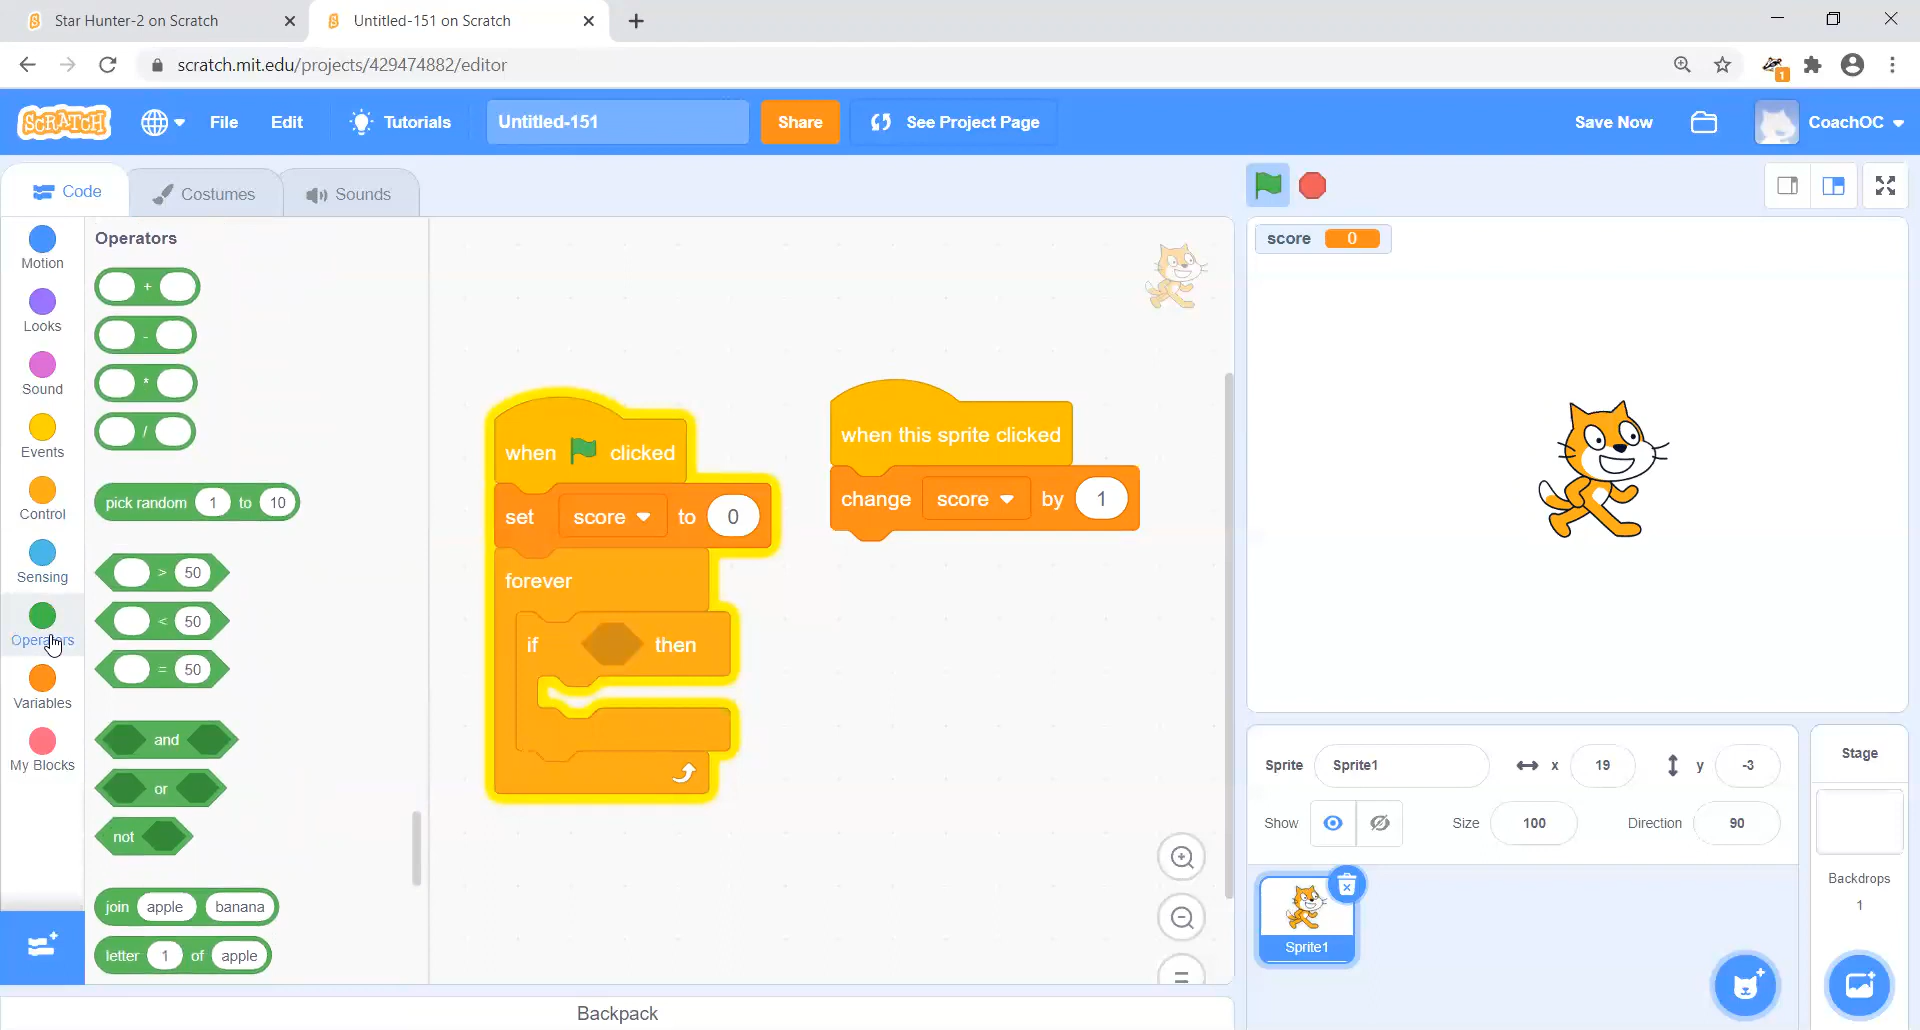 Star Hunter-2 on Scratch
Untitled-151 on Scratch
scratch.mit.edu/projects/429474882/editor
1
SCRATCH
File
Edit
Tutorials
Untitled-151
Share
See Project Page
Save Now
CoachOC
Code
Costumes
Sounds
Motion
Looks
Sound
Events
Control
Sensing
Operators
Variables
My Blocks
Operators
+
-
*
/
pick random 1 to 10
> 50
< 50
= 50
and
or
not
join apple banana
letter 1 of apple
when clicked
set score to 0
forever
if then
when this sprite clicked
change score by 1
score 0
Sprite Sprite1 x 19 y -3
Show Size 100 Direction 90
Sprite1
Stage
Backdrops
1
Backpack